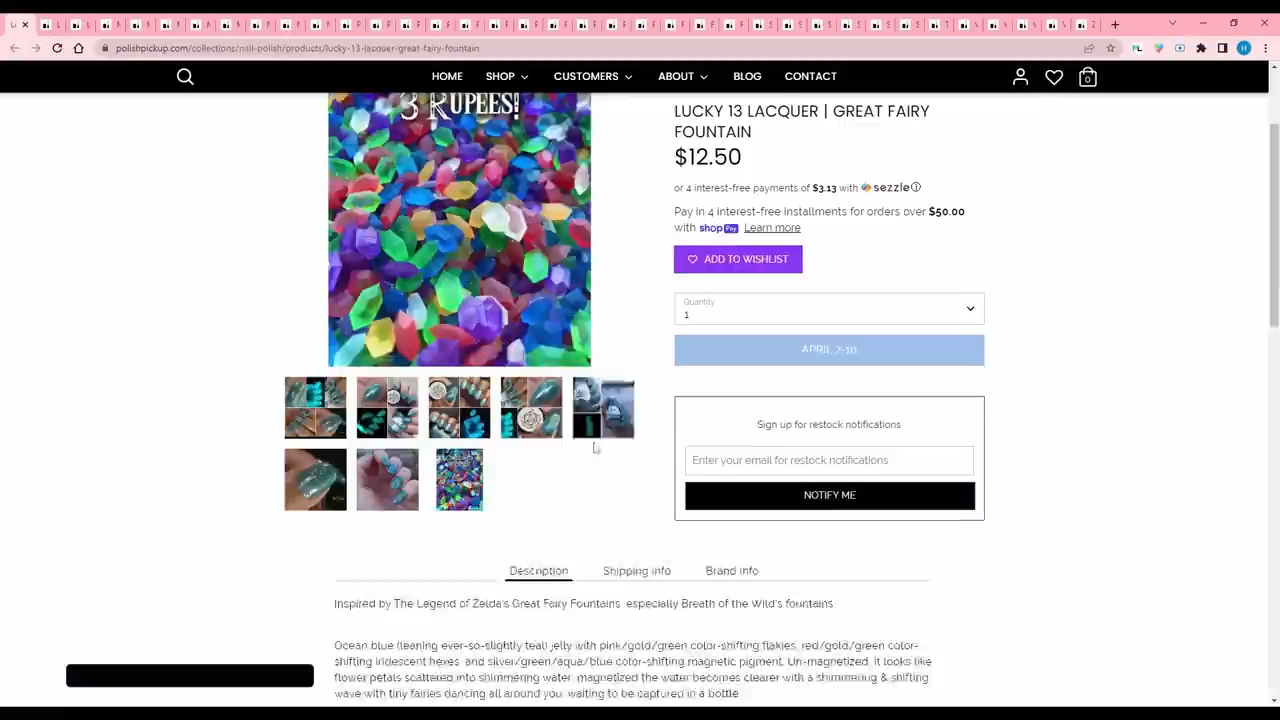 polishpickup.com/collections/nail-polish/products/lucky-13-lacquer-great-fairy-fountain
HOME SHOP CUSTOMERS ABOUT BLOG CONTACT
0
3 RUPEES!
LUCKY 13 LACQUER | GREAT FAIRY
FOUNTAIN
$12.50
or 4 interest-free payments of $3.13 with sezzle
Pay in 4 interest-free installments for orders over $50.00
with shop Pay Learn more
ADD TO WISHLIST
Quantity
1
APRIL 7-10
Sign up for restock notifications
Enter your email for restock notifications
NOTIFY ME
Description Shipping info Brand info
Inspired by The Legend of Zelda's Great Fairy Fountains especially Breath of the Wild's fountains
Ocean blue (leaning ever-so-slightly teal) jelly with pink/gold/green color-shifting flakies, red/gold/green color-
shifting iridescent hexes, and silver/green/aqua/blue color-shifting magnetic pigment. Un-magnetized, it looks like
flower petals scattered into shimmering water, magnetized the water becomes clearer with a shimmering & shifting
wave with tiny fairies dancing all around you, waiting to be captured in a bottle